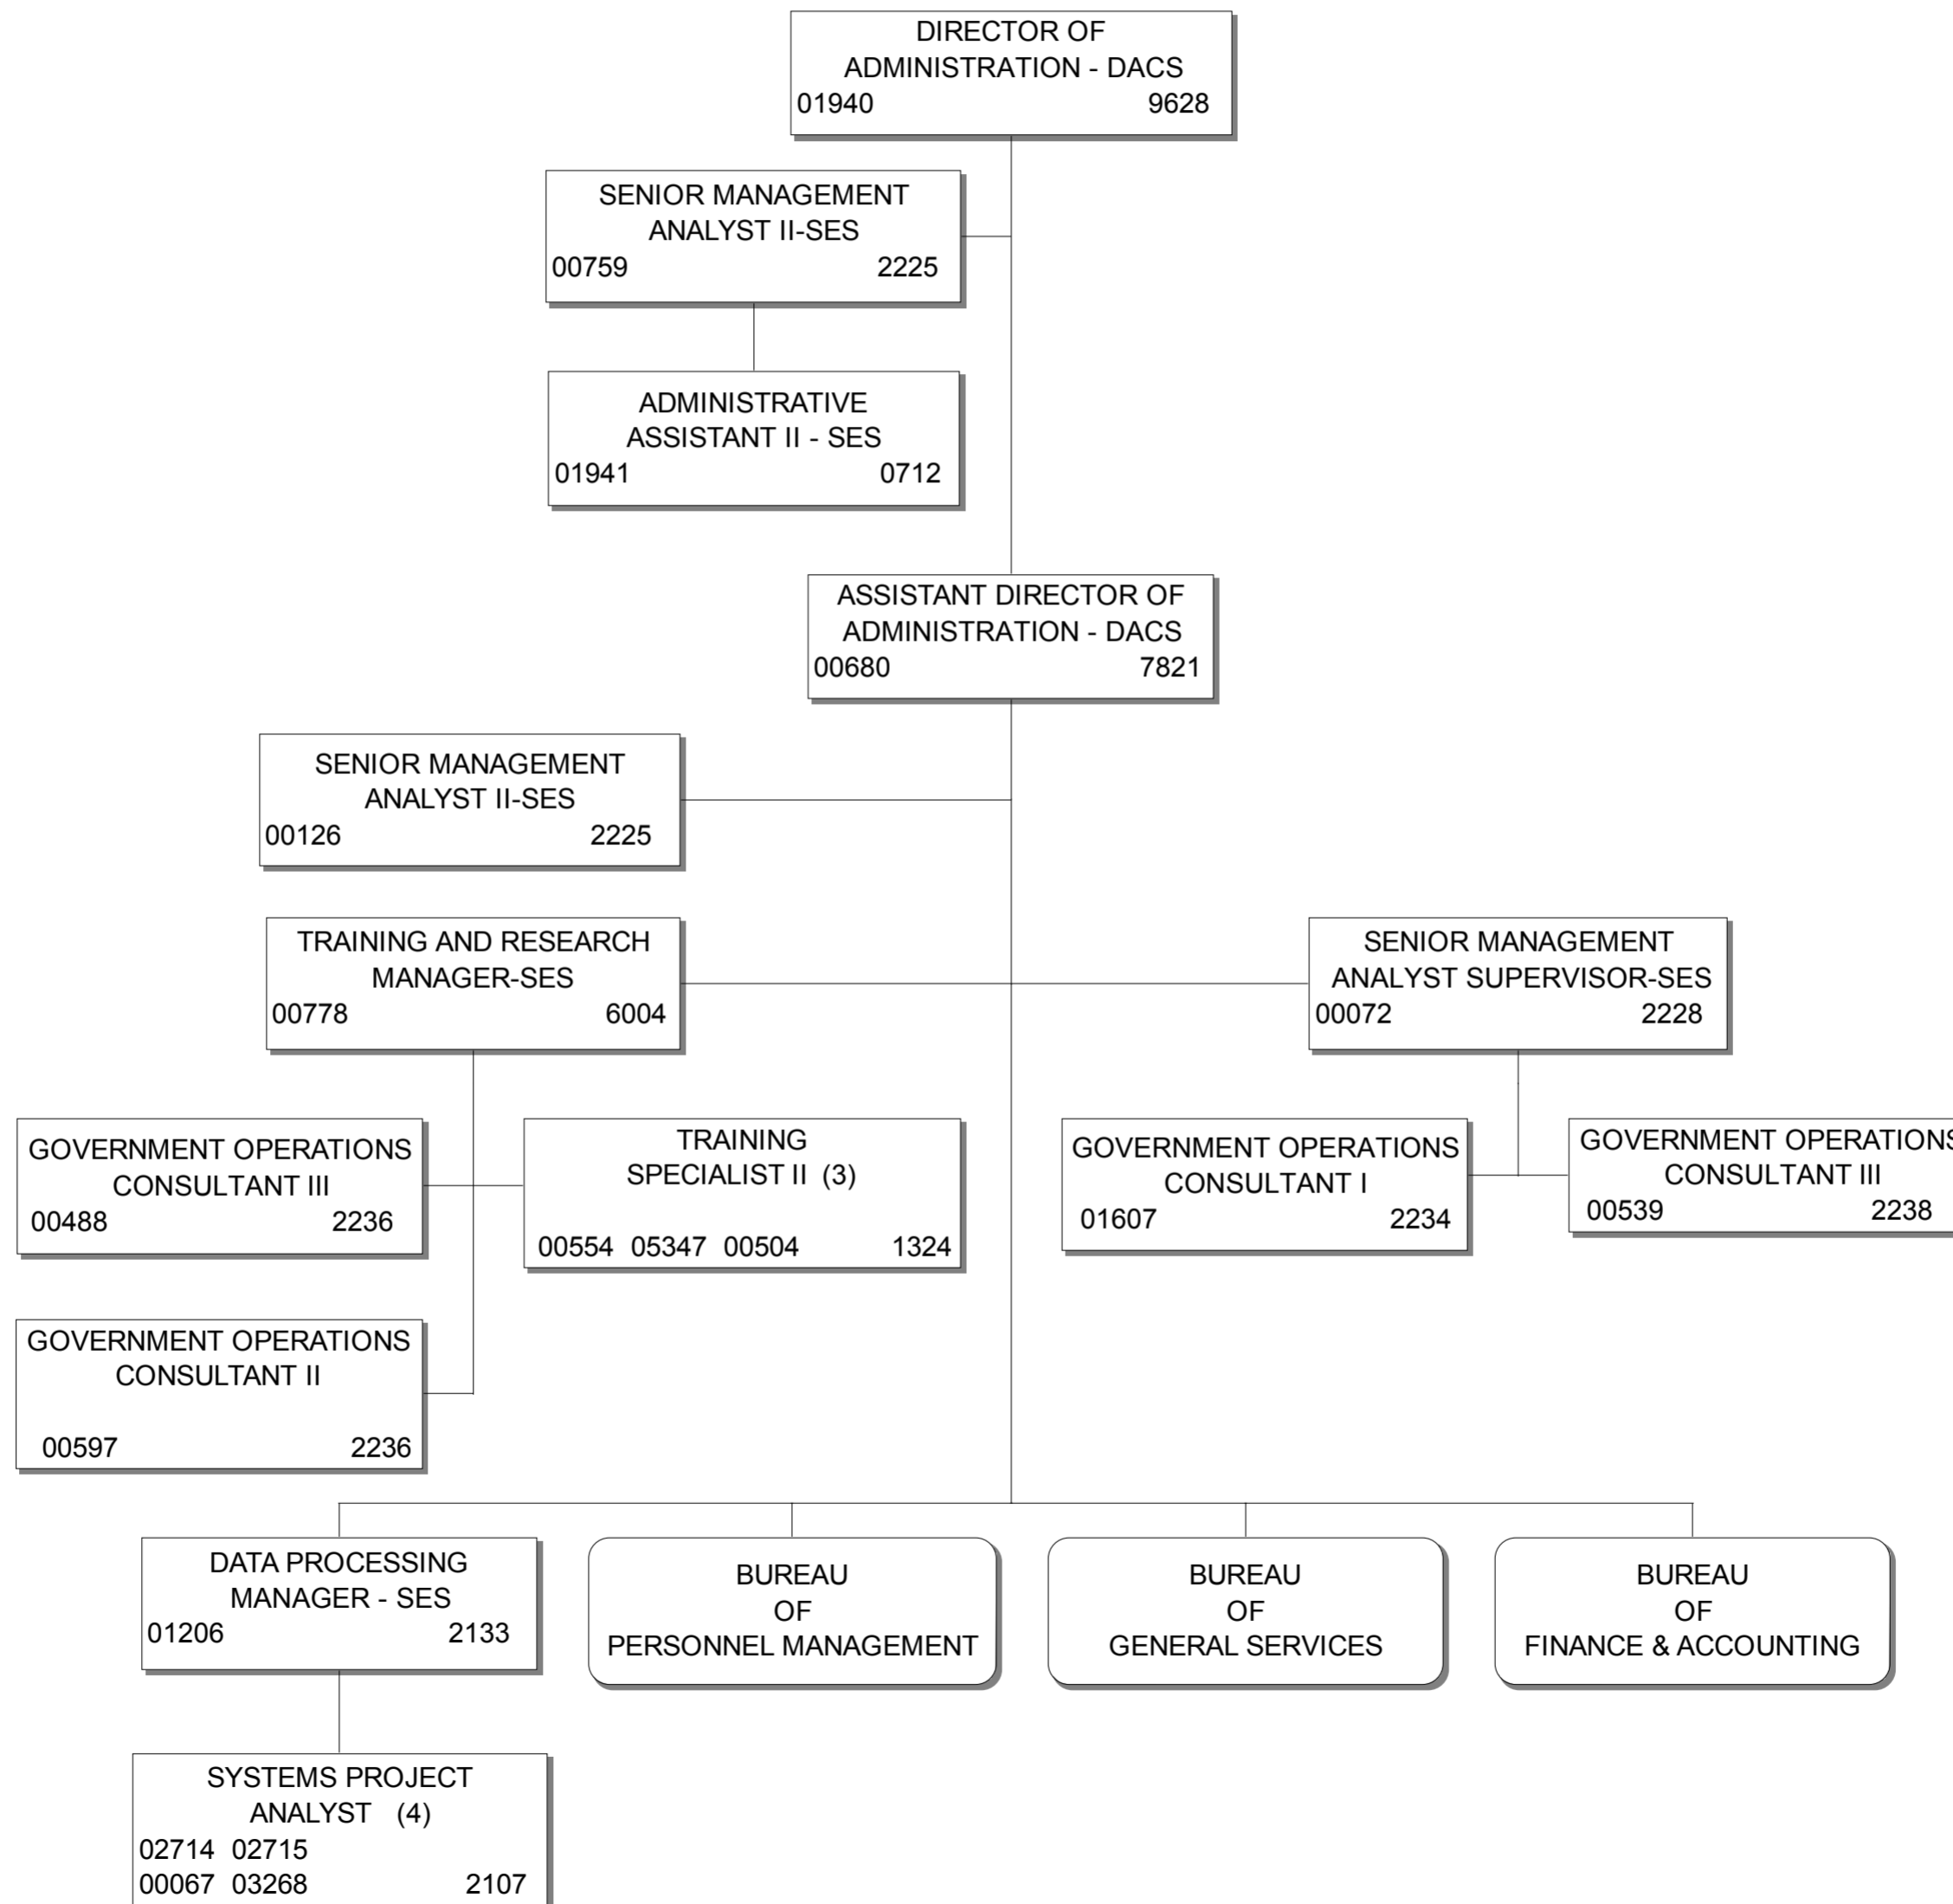 DIRECTOR OF
ADMINISTRATION - DACS
01940 9628
SENIOR MANAGEMENT
ANALYST II-SES
00759 2225
ADMINISTRATIVE
ASSISTANT II - SES
01941 0712
ASSISTANT DIRECTOR OF
ADMINISTRATION - DACS
00680 7821
SENIOR MANAGEMENT
ANALYST II-SES
00126 2225
TRAINING AND RESEARCH
MANAGER-SES
00778 6004
SENIOR MANAGEMENT
ANALYST SUPERVISOR-SES
00072 2228
GOVERNMENT OPERATIONS
CONSULTANT III
00488 2236
TRAINING
SPECIALIST II (3)
00554 05347 00504 1324
GOVERNMENT OPERATIONS
CONSULTANT I
01607 2234
GOVERNMENT OPERATIONS
CONSULTANT III
00539 2238
GOVERNMENT OPERATIONS
CONSULTANT II
00597 2236
DATA PROCESSING
MANAGER - SES
01206 2133
BUREAU
OF
PERSONNEL MANAGEMENT
BUREAU
OF
GENERAL SERVICES
BUREAU
OF
FINANCE & ACCOUNTING
SYSTEMS PROJECT
ANALYST (4)
02714 02715
00067 03268 2107